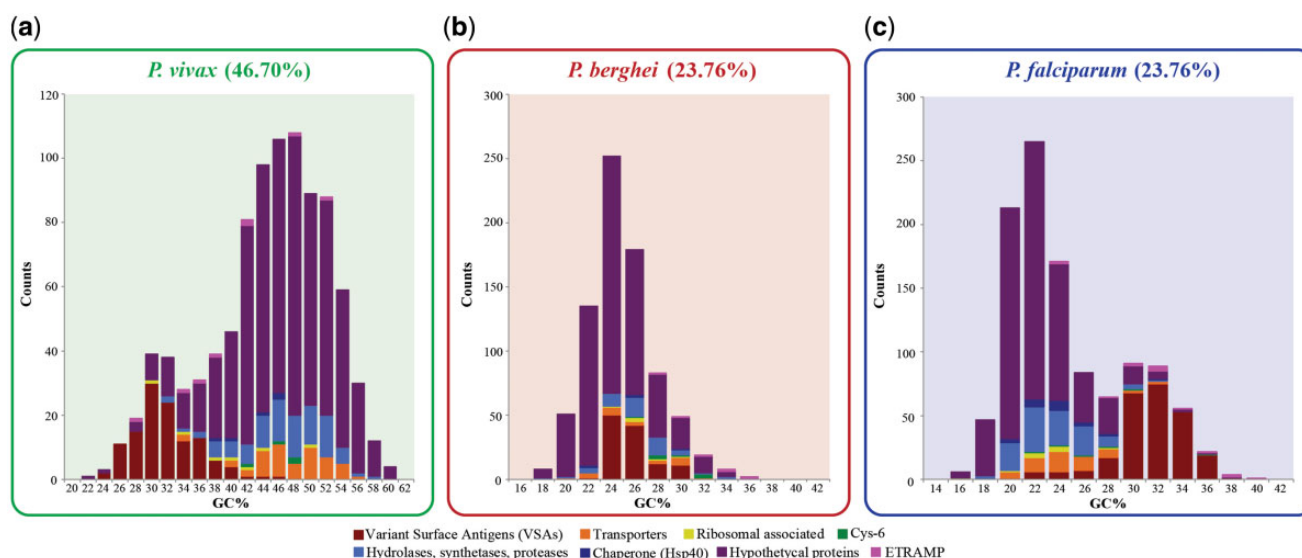 (a)
P. vivax (46.70%)
120
100
80
60
40
20
0
Counts
20 22 24 26 28 30 32 34 36 38 40 42 44 46 48 50 52 54 56 58 60 62
GC%
(b)
P. berghei (23.76%)
300
250
200
150
100
50
0
Counts
16 18 20 22 24 26 28 30 32 34 36 38 40 42
GC%
(c)
P. falciparum (23.76%)
300
250
200
150
100
50
0
Counts
14 16 18 20 22 24 26 28 30 32 34 36 38 40 42
GC%
Variant Surface Antigens (VSAs) Transporters Ribosomal associated Cys-6
Hydrolases, synthetases, proteases Chaperone (Hsp40) Hypothetycal proteins ETRAMP